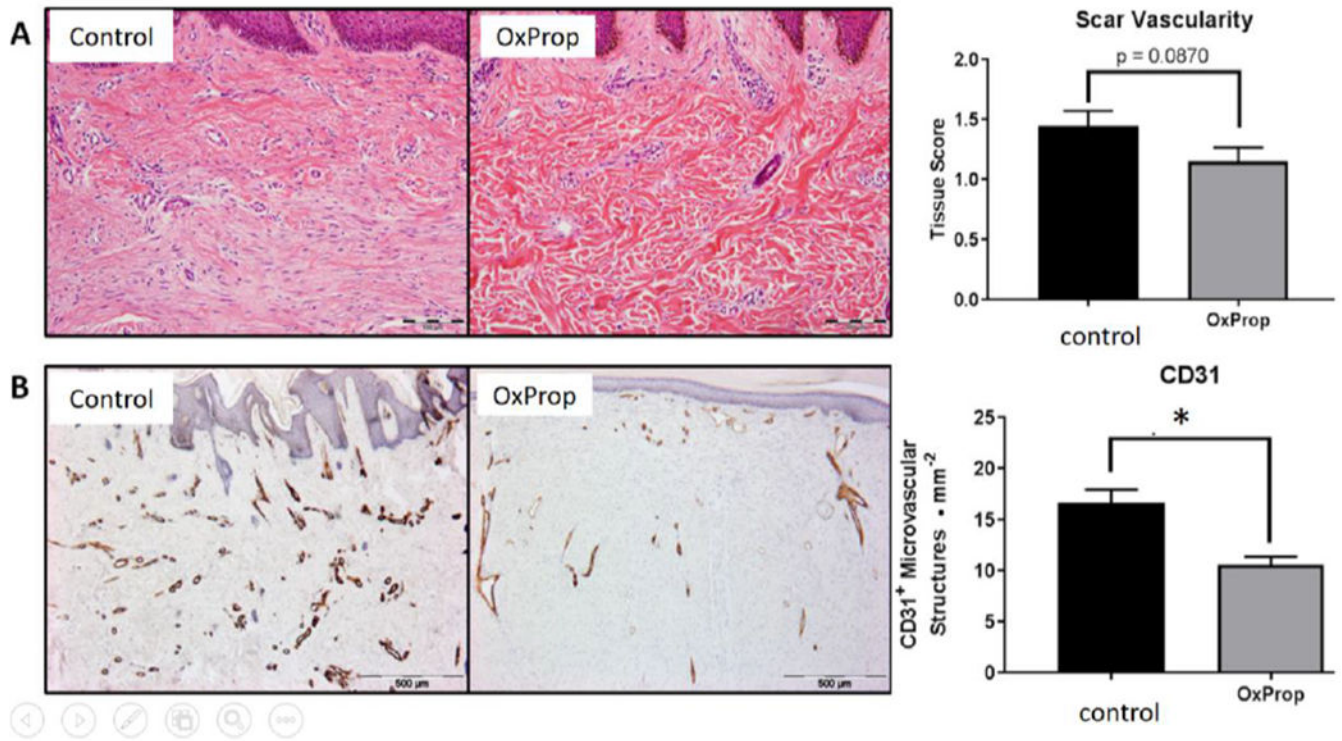 A
Control
OxProp
Scar Vascularity
p = 0.0870
Tissue Score
2.0
1.5
1.0
0.5
0.0
control
OxProp
B
Control
OxProp
500 µm
500 µm
CD31
*
CD31⁺ Microvascular
Structures • mm⁻²
25
20
15
10
5
0
control
OxProp